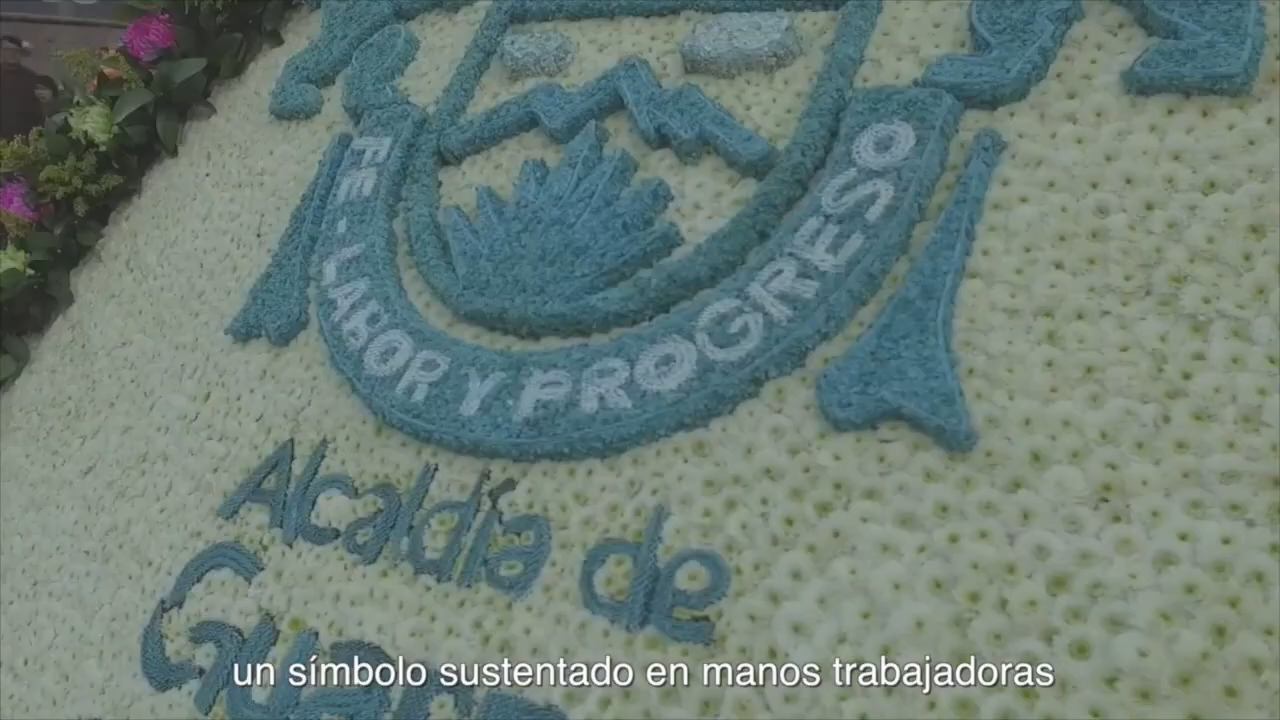 FE - LABOR Y PROGRESO
Alcaldía de
un símbolo sustentado en manos trabajadoras